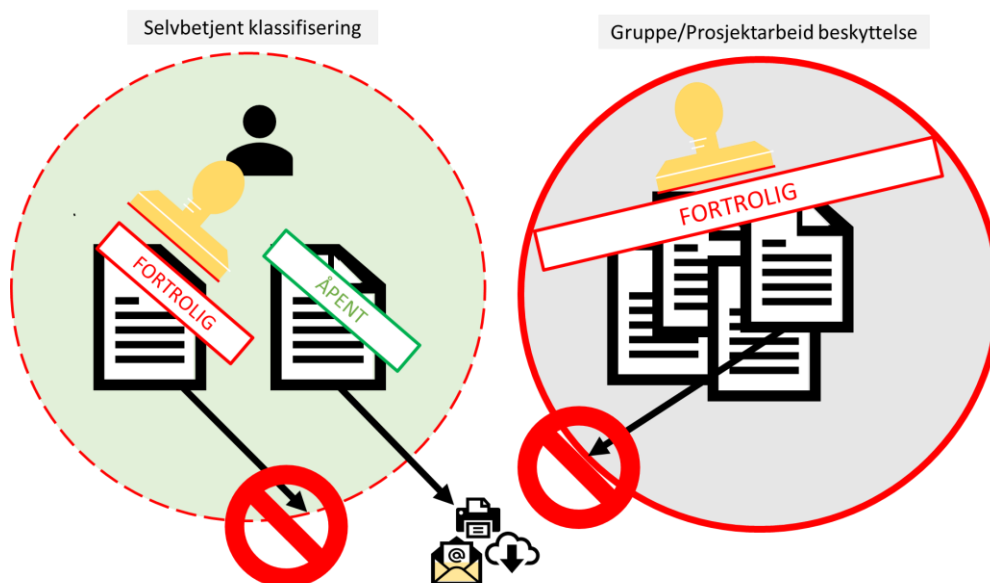 Selvbetjent klassifisering
Gruppe/Prosjektarbeid beskyttelse
FORTROLIG
ÅPENT
FORTROLIG
@